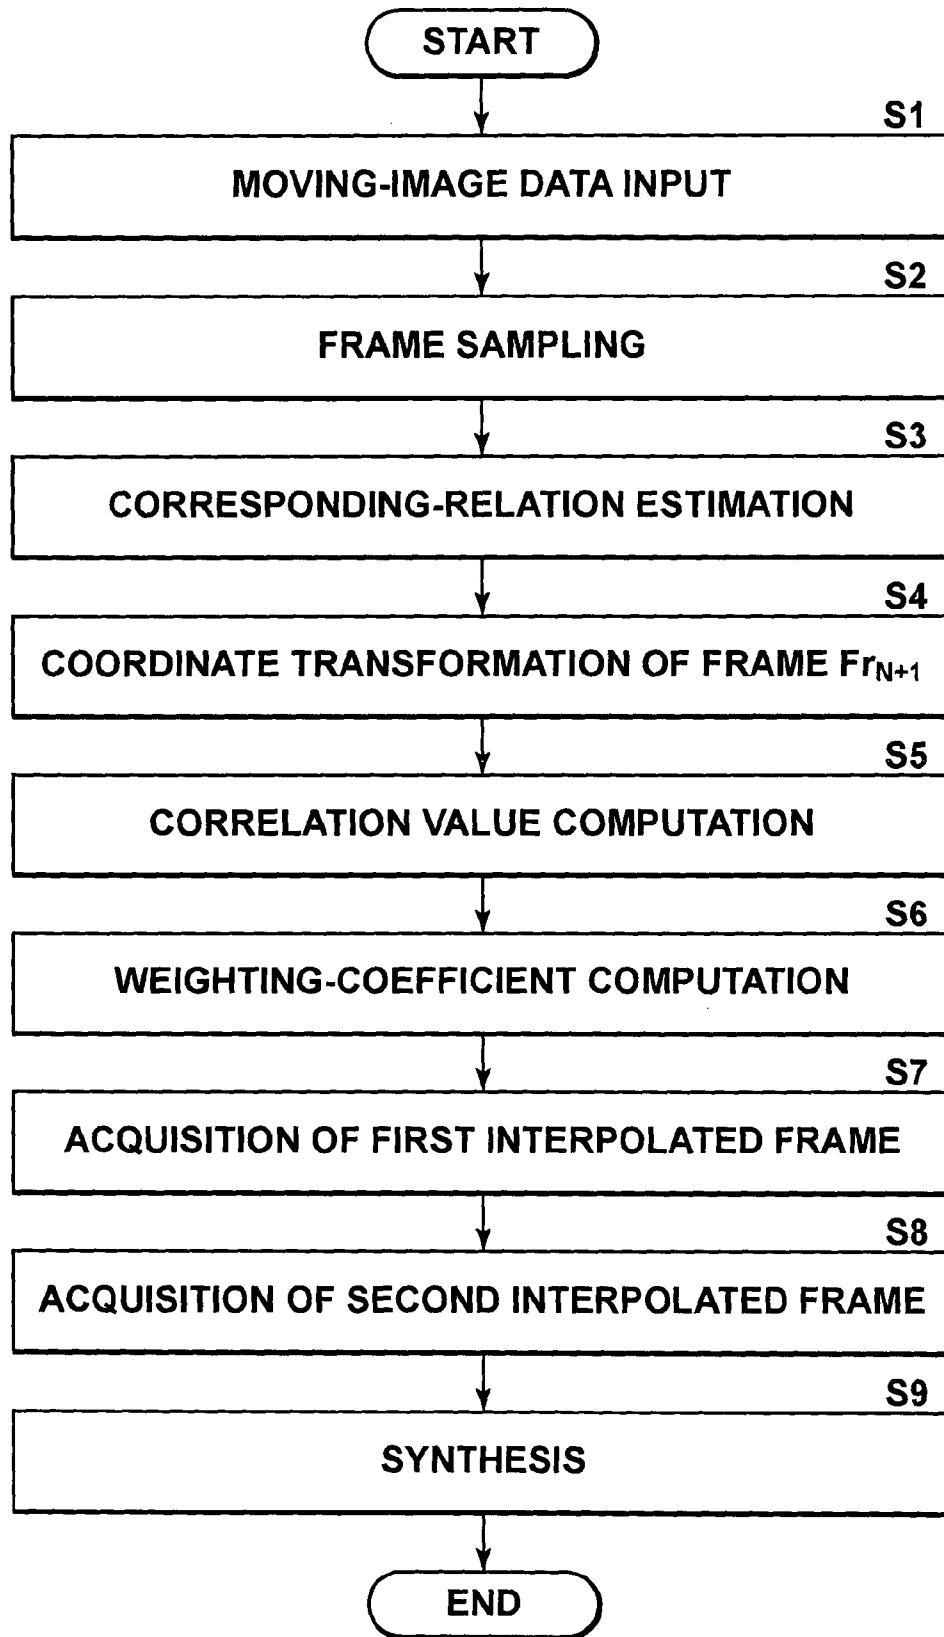 START
S1
MOVING-IMAGE DATA INPUT
S2
FRAME SAMPLING
S3
CORRESPONDING-RELATION ESTIMATION
S4
COORDINATE TRANSFORMATION OF FRAME FrN+1
S5
CORRELATION VALUE COMPUTATION
S6
WEIGHTING-COEFFICIENT COMPUTATION
S7
ACQUISITION OF FIRST INTERPOLATED FRAME
S8
ACQUISITION OF SECOND INTERPOLATED FRAME
S9
SYNTHESIS
END